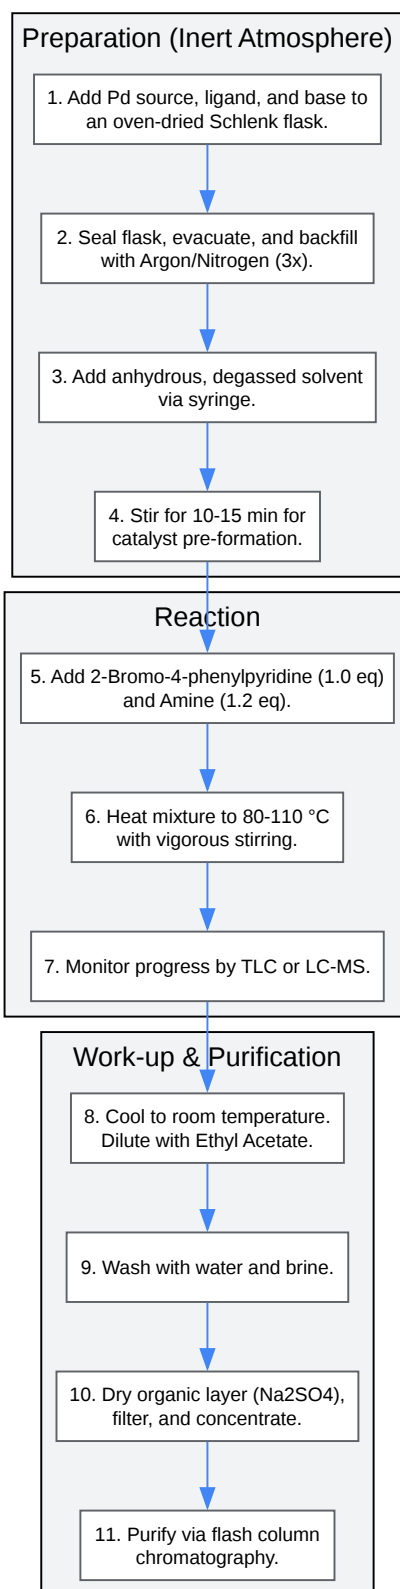 Preparation (Inert Atmosphere)
1. Add Pd source, ligand, and base to
an oven-dried Schlenk flask.
2. Seal flask, evacuate, and backfill
with Argon/Nitrogen (3x).
3. Add anhydrous, degassed solvent
via syringe.
4. Stir for 10-15 min for
catalyst pre-formation.
Reaction
5. Add 2-Bromo-4-phenylpyridine (1.0 eq)
and Amine (1.2 eq).
6. Heat mixture to 80-110 °C
with vigorous stirring.
7. Monitor progress by TLC or LC-MS.
Work-up & Purification
8. Cool to room temperature.
Dilute with Ethyl Acetate.
9. Wash with water and brine.
10. Dry organic layer (Na2SO4),
filter, and concentrate.
11. Purify via flash column
chromatography.